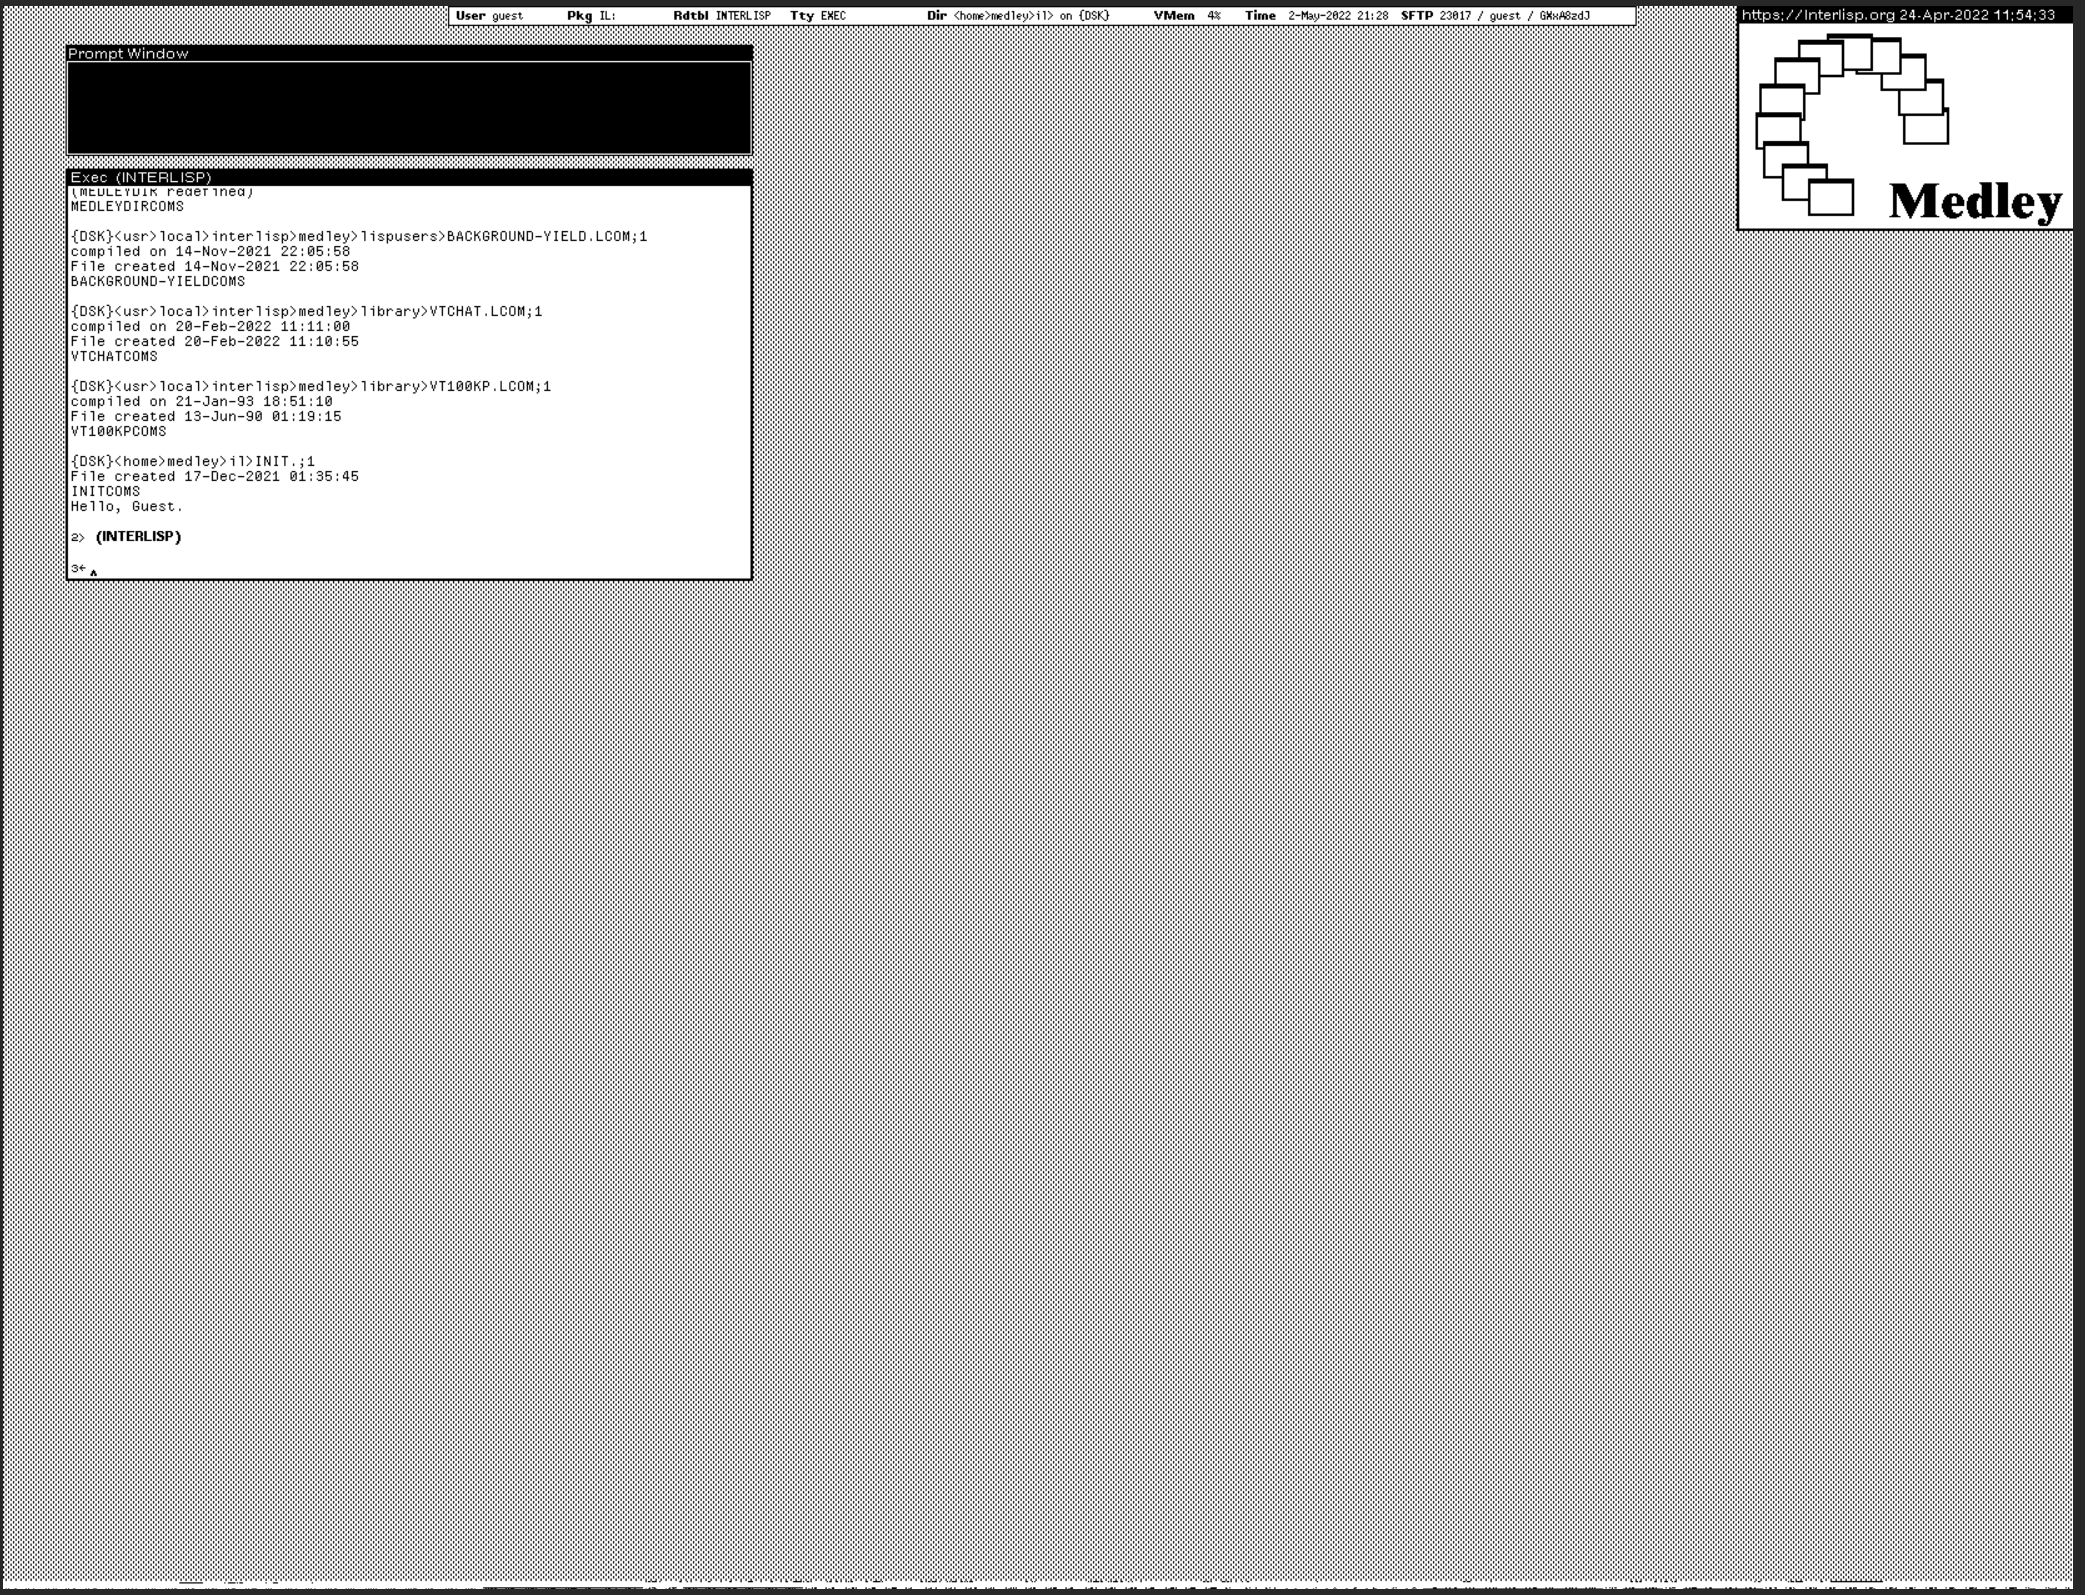 User guest Pkg IL: Rdtbl INTERLISP Tty EXEC Dir <home>medley>il> on {DSK} VMem 4% Time 2-May-2022 21:28 SFTP 23017 / guest / GXxA8zdJ
https://Interlisp.org 24-Apr-2022 11:54:33
Medley
Prompt Window
Exec (INTERLISP)
(MEDLEYDIR redefined)
MEDLEYDIRCOMS
{DSK}<usr>local>interlisp>medley>lispusers>BACKGROUND-YIELD.LCOM;1
compiled on 14-Nov-2021 22:05:58
File created 14-Nov-2021 22:05:58
BACKGROUND-YIELDCOMS
{DSK}<usr>local>interlisp>medley>library>VTCHAT.LCOM;1
compiled on 20-Feb-2022 11:11:00
File created 20-Feb-2022 11:10:55
VTCHATCOMS
{DSK}<usr>local>interlisp>medley>library>VT100KP.LCOM;1
compiled on 21-Jan-93 18:51:10
File created 13-Jun-90 01:19:15
VT100KPCOMS
{DSK}<home>medley>il>INIT.;1
File created 17-Dec-2021 01:35:45
INITCOMS
Hello, Guest.
2> (INTERLISP)
3←